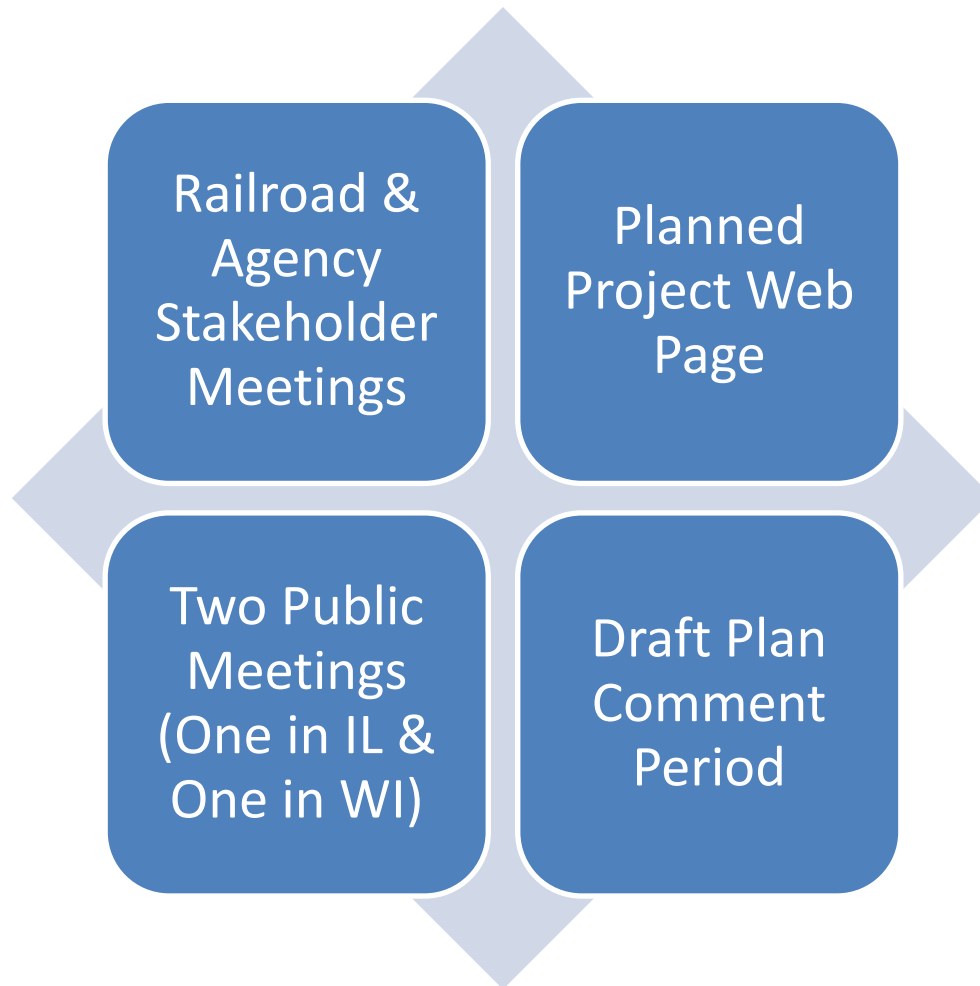 Railroad &
Agency
Stakeholder
Meetings
Planned
Project Web
Page
Two Public
Meetings
(One in IL &
One in WI)
Draft Plan
Comment
Period